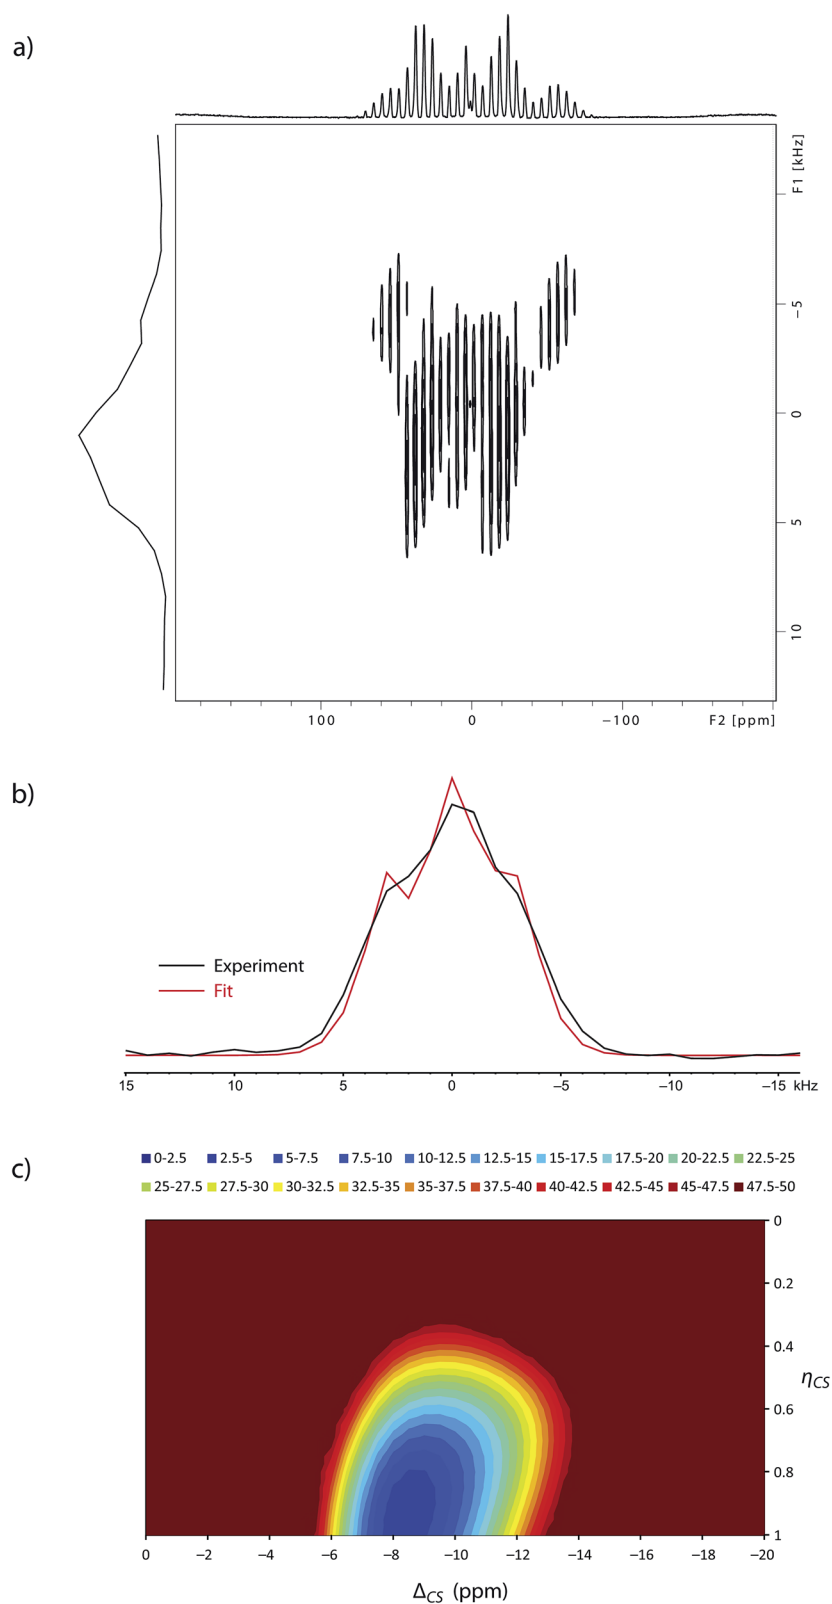 a)
F1 [kHz]
−5
0
5
10
100 0 −100 F2 [ppm]
b)
Experiment
Fit
15 10 5 0 −5 −10 −15 kHz
c)
0-2.5 2.5-5 5-7.5 7.5-10 10-12.5 12.5-15 15-17.5 17.5-20 20-22.5 22.5-25
25-27.5 27.5-30 30-32.5 32.5-35 35-37.5 37.5-40 40-42.5 42.5-45 45-47.5 47.5-50
0
0.2
0.4
ηCS
0.6
0.8
1
0 −2 −4 −6 −8 −10 −12 −14 −16 −18 −20
ΔCS (ppm)